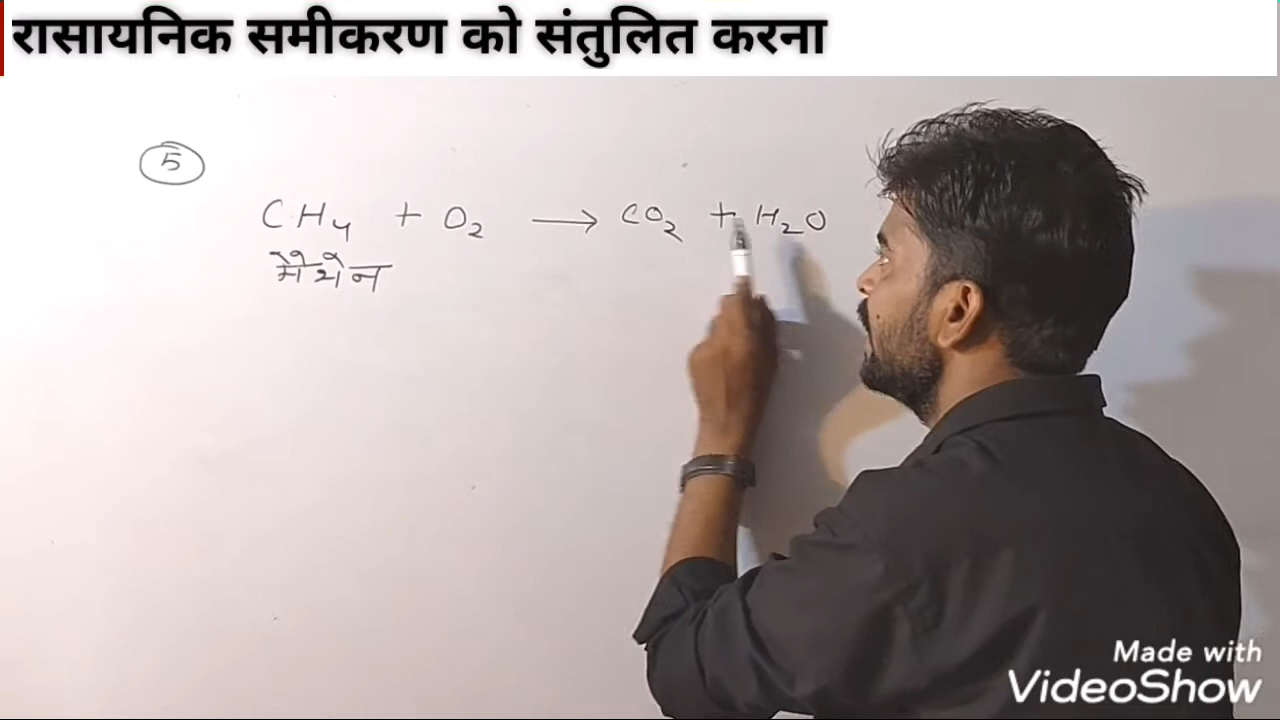 रासायनिक समीकरण को संतुलित करना
5
CH₄ + O₂ ⟶ CO₂ + H₂O
मेथेन
Made with
VideoShow